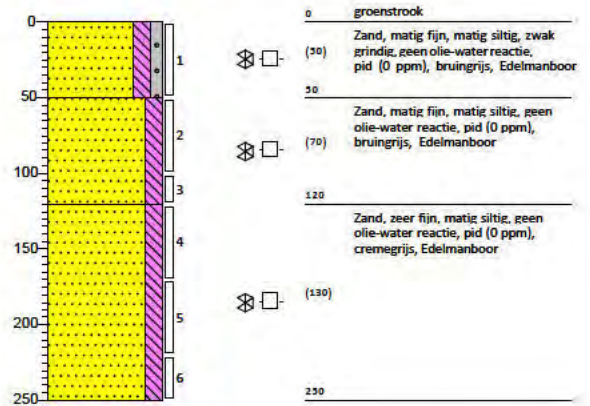 0 groenstrook
0
Zand, matig fijn, matig siltig, zwak
1 (50) grindig, geen olie-water reactie,
pid (0 ppm), bruingrijs, Edelmanboor
50 50
Zand, matig fijn, matig siltig, geen
2 (70) olie-water reactie, pid (0 ppm),
bruingrijs, Edelmanboor
100
3
120
Zand, zeer fijn, matig siltig, geen
4 olie-water reactie, pid (0 ppm),
cremegrijs, Edelmanboor
150
(130)
5
200
6
250 250